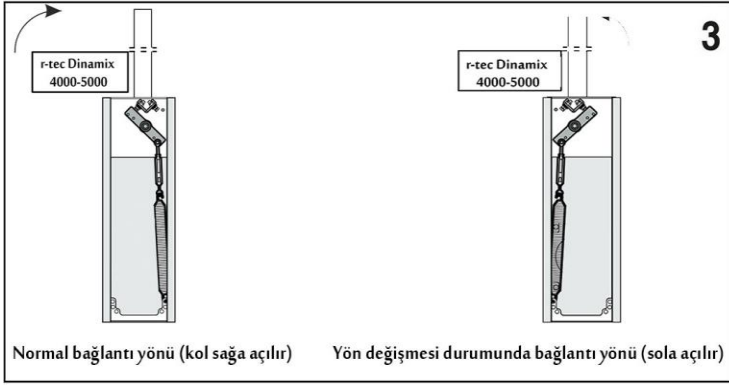 3
r-tec Dinamix
4000-5000
r-tec Dinamix
4000-5000
Normal bağlantı yönü (kol sağa açılır)
Yön değişmesi durumunda bağlantı yönü (sola açılır)